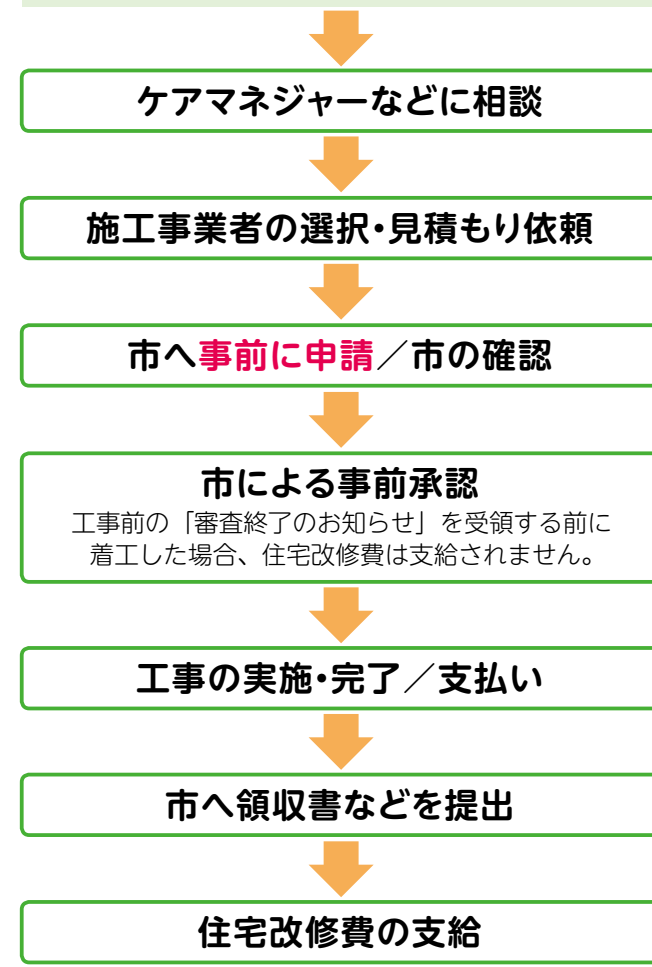 ケアマネジャーなどに相談
施工事業者の選択・見積もり依頼
市へ事前に申請／市の確認
市による事前承認
工事前の「審査終了のお知らせ」を受領する前に
着工した場合、住宅改修費は支給されません。
工事の実施・完了／支払い
市へ領収書などを提出
住宅改修費の支給